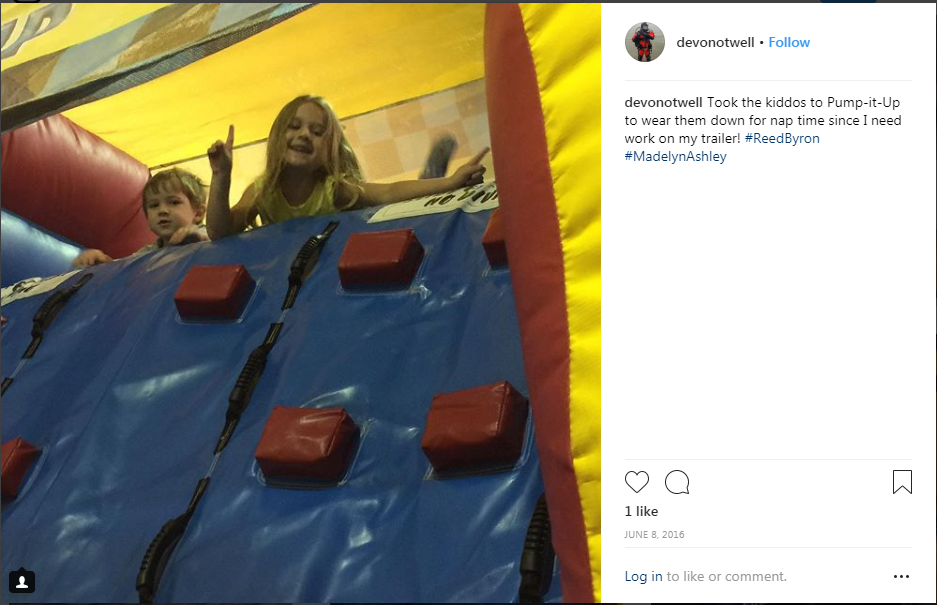 devonotwell • Follow
devonotwell Took the kiddos to Pump-it-Up
to wear them down for nap time since I need
work on my trailer! #ReedByron
#MadelynAshley
1 like
JUNE 8, 2016
Log in to like or comment.